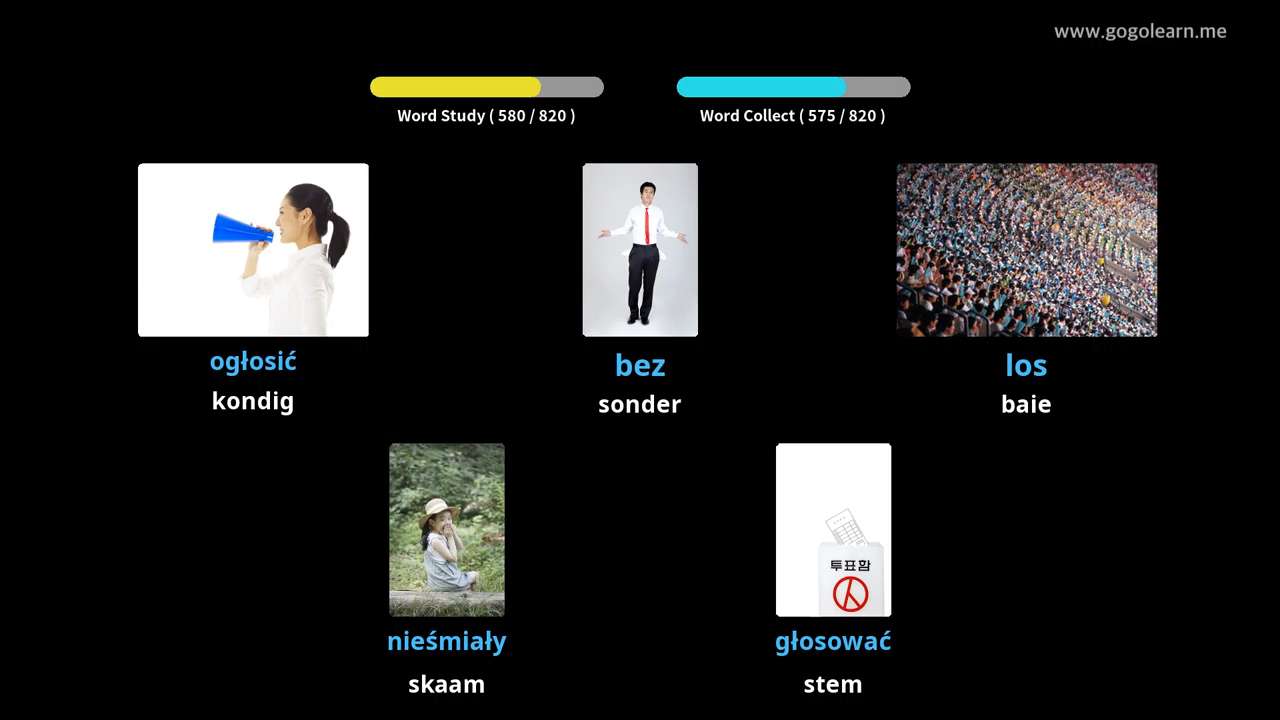 www.gogolearn.me
Word Study ( 580 / 820 )
Word Collect ( 575 / 820 )
ogłosić
kondig
bez
sonder
los
baie
투표함
nieśmiały
skaam
głosować
stem